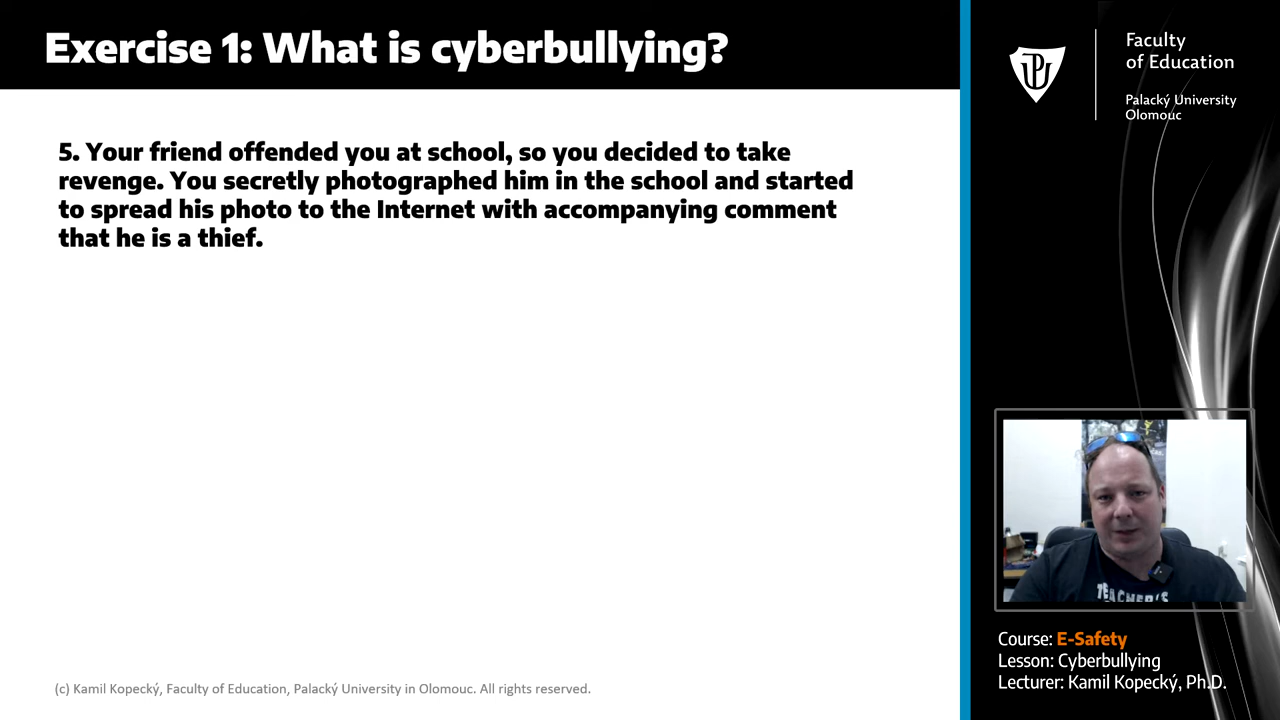 Exercise 1: What is cyberbullying?
5. Your friend offended you at school, so you decided to take
revenge. You secretly photographed him in the school and started
to spread his photo to the Internet with accompanying comment
that he is a thief.
(c) Kamil Kopecký, Faculty of Education, Palacký University in Olomouc. All rights reserved.
Faculty
of Education
Palacký University
Olomouc
TEACHER'S
Course: E-Safety
Lesson: Cyberbullying
Lecturer: Kamil Kopecký, Ph.D.